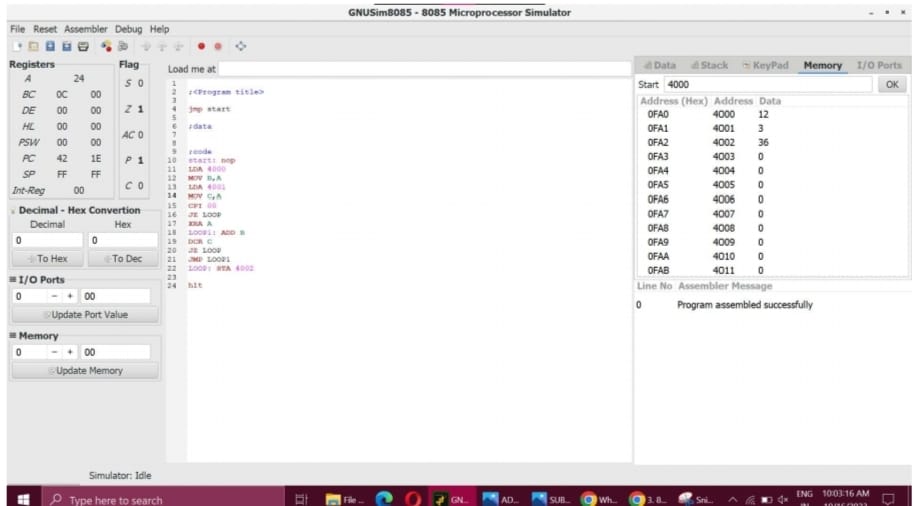 GNUSim8085 - 8085 Microprocessor Simulator
File Reset Assembler Debug Help
Registers
A 24
BC 0C 00
DE 00 00
HL 00 00
PSW 00 00
PC 42 1E
SP FF FF
Int-Reg 00
Flag
S 0
Z 1
AC 0
P 1
C 0
Decimal - Hex Convertion
Decimal Hex
0 0
To Hex To Dec
I/O Ports
0 - + 00
Update Port Value
Memory
0 - + 00
Update Memory
Load me at
1
2 ;<Program title>
3
4 jmp start
5
6 ;data
7
8
9 ;code
10 start: nop
11 LDA 4000
12 MOV B,A
13 LDA 4001
14 MOV C,A
15 CPI 00
16 JZ LOOP
17 XRA A
18 LOOP1: ADD B
19 DCR C
20 JZ LOOP
21 JMP LOOP1
22 LOOP: STA 4002
23
24 hlt
Data Stack KeyPad Memory I/O Ports
Start 4000 OK
Address (Hex) Address Data
0FA0 4000 12
0FA1 4001 3
0FA2 4002 36
0FA3 4003 0
0FA4 4004 0
0FA5 4005 0
0FA6 4006 0
0FA7 4007 0
0FA8 4008 0
0FA9 4009 0
0FAA 4010 0
0FAB 4011 0
Line No Assembler Message
0 Program assembled successfully
Simulator: Idle
Type here to search
File ... GN... AD... SUB... Wh... 3. 8... Sni...
ENG 10:03:16 AM